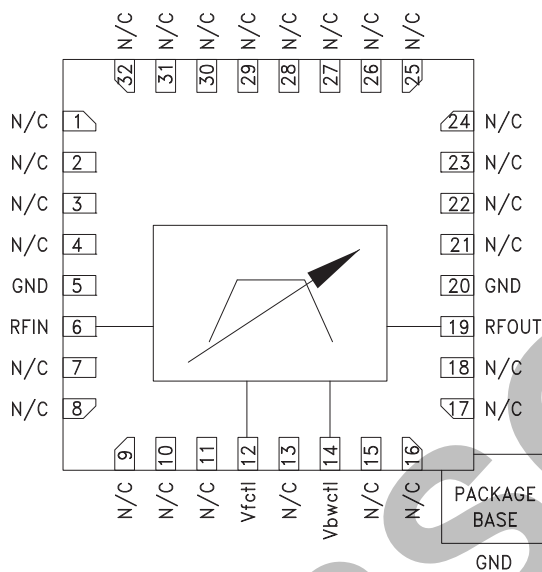 N/C N/C N/C N/C N/C N/C N/C N/C
32 31 30 29 28 27 26 25
N/C 1
N/C 2
N/C 3
N/C 4
GND 5
RFIN 6
N/C 7
N/C 8
24 N/C
23 N/C
22 N/C
21 N/C
20 GND
19 RFOUT
18 N/C
17 N/C
9 10 11 12 13 14 15 16
N/C N/C N/C Vfctl N/C Vbwctl N/C N/C
PACKAGE
BASE
GND